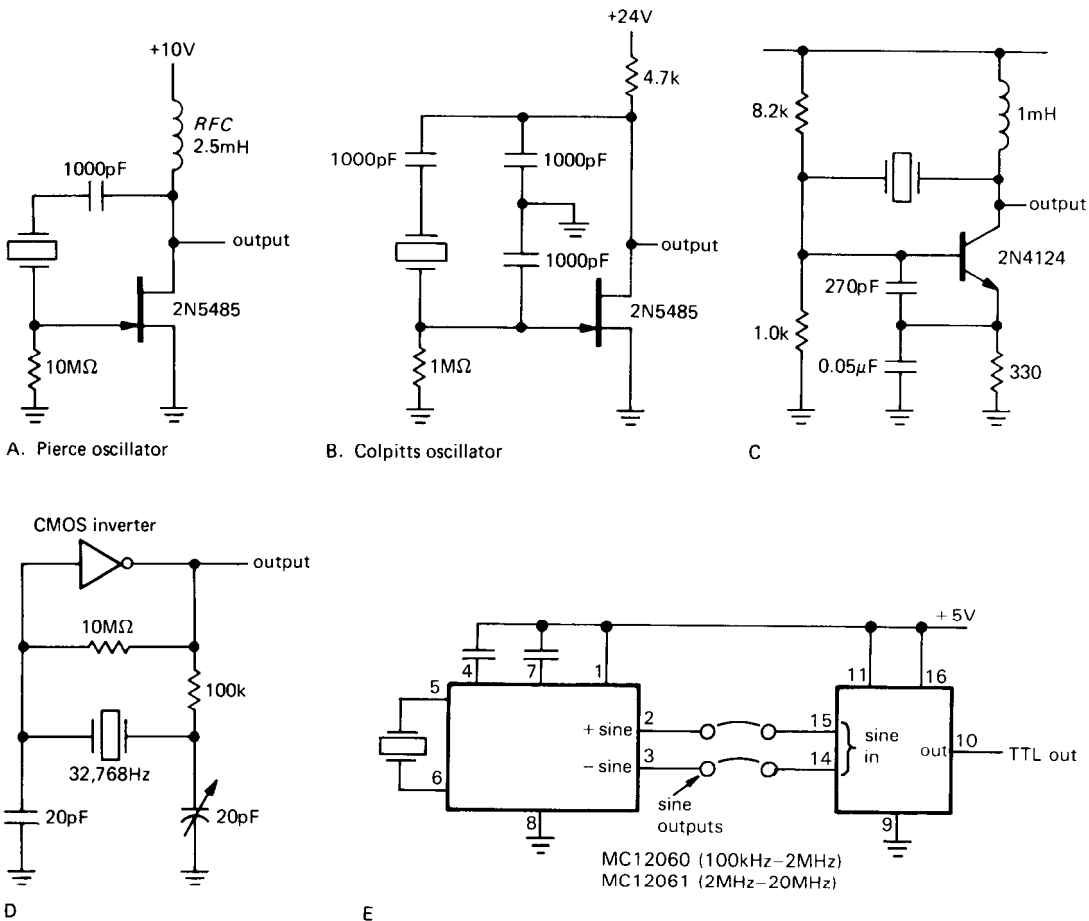 +10V
RFC
2.5mH
1000pF
output
2N5485
10MΩ
A. Pierce oscillator
+24V
4.7k
1000pF
1000pF
output
1000pF
2N5485
1MΩ
B. Colpitts oscillator
8.2k
1mH
output
2N4124
270pF
1.0k
0.05μF
330
C
CMOS inverter
output
10MΩ
100k
32,768Hz
20pF
20pF
D
+5V
4
7
1
11
16
5
2
15
+ sine
sine
in
3
14
- sine
out
10
TTL out
6
sine
outputs
8
9
MC12060 (100kHz–2MHz)
MC12061 (2MHz–20MHz)
E